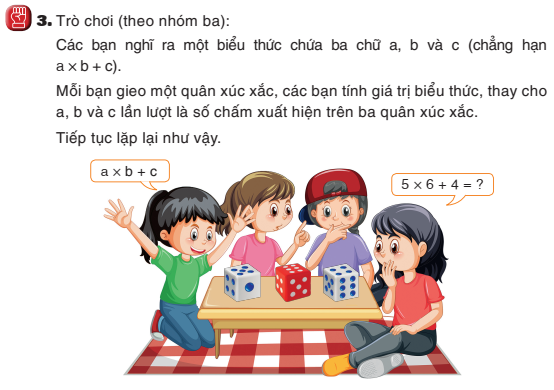 3. Trò chơi (theo nhóm ba):
Các bạn nghĩ ra một biểu thức chứa ba chữ a, b và c (chẳng hạn
a × b + c).
Mỗi bạn gieo một quân xúc xắc, các bạn tính giá trị biểu thức, thay cho
a, b và c lần lượt là số chấm xuất hiện trên ba quân xúc xắc.
Tiếp tục lặp lại như vậy.
a × b + c
5 × 6 + 4 = ?